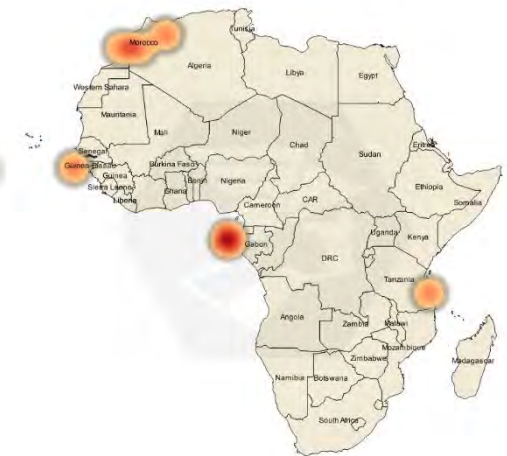 Tunisia
Morocco
Algeria
Libya
Egypt
Western Sahara
Mauritania
Mali
Niger
Chad
Sudan
Eritrea
Senegal
Guinea-Bissau
Guinea
Burkina Faso
Benin
Nigeria
Sierra Leone
Ghana
Liberia
Ethiopia
Somalia
Cameroon
CAR
Uganda
Kenya
Gabon
DRC
Tanzania
Angola
Zambia
Malawi
Mozambique
Zimbabwe
Madagascar
Namibia
Botswana
South Africa